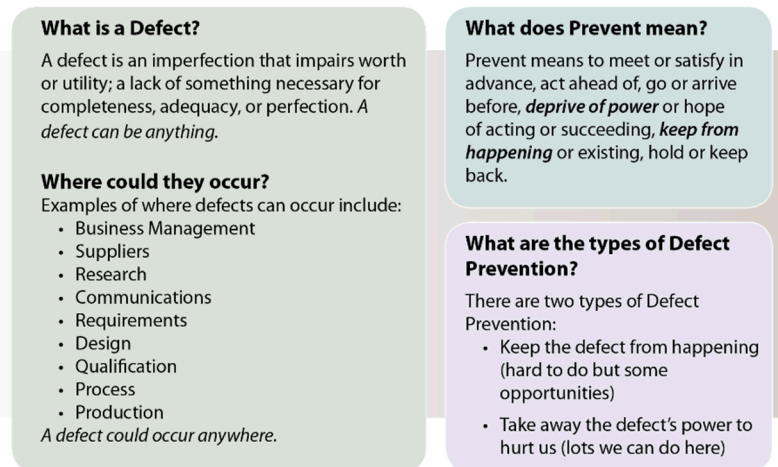 What is a Defect?
A defect is an imperfection that impairs worth
or utility; a lack of something necessary for
completeness, adequacy, or perfection. A
defect can be anything.
Where could they occur?
Examples of where defects can occur include:
• Business Management
• Suppliers
• Research
• Communications
• Requirements
• Design
• Qualification
• Process
• Production
A defect could occur anywhere.
What does Prevent mean?
Prevent means to meet or satisfy in
advance, act ahead of, go or arrive
before, deprive of power or hope
of acting or succeeding, keep from
happening or existing, hold or keep
back.
What are the types of Defect
Prevention?
There are two types of Defect
Prevention:
• Keep the defect from happening
(hard to do but some
opportunities)
• Take away the defect's power to
hurt us (lots we can do here)